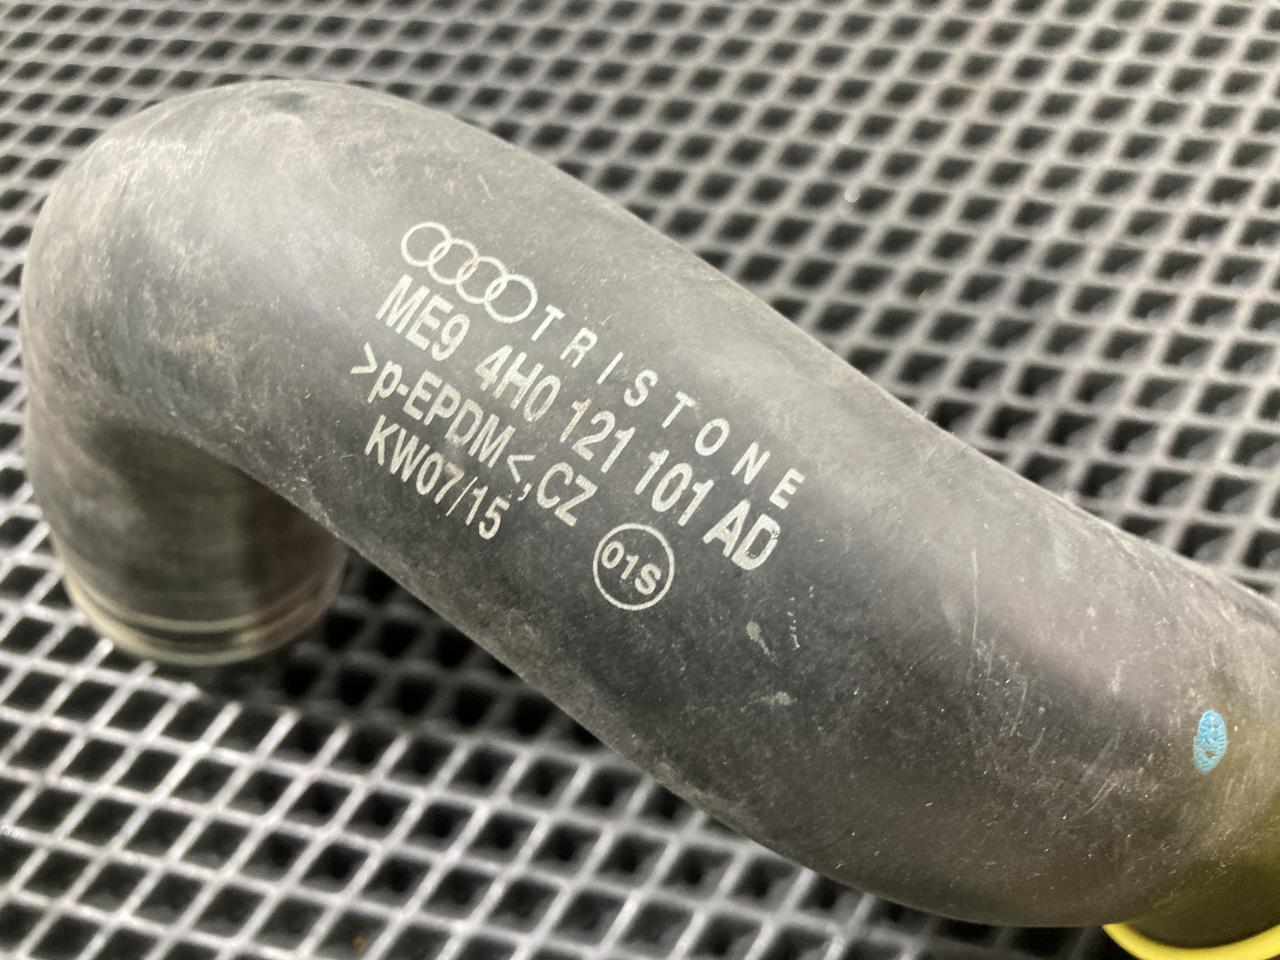 TRISTONE
ME9 4H0 121 101 AD
>p-EPDM<,CZ
KW07/15
01S